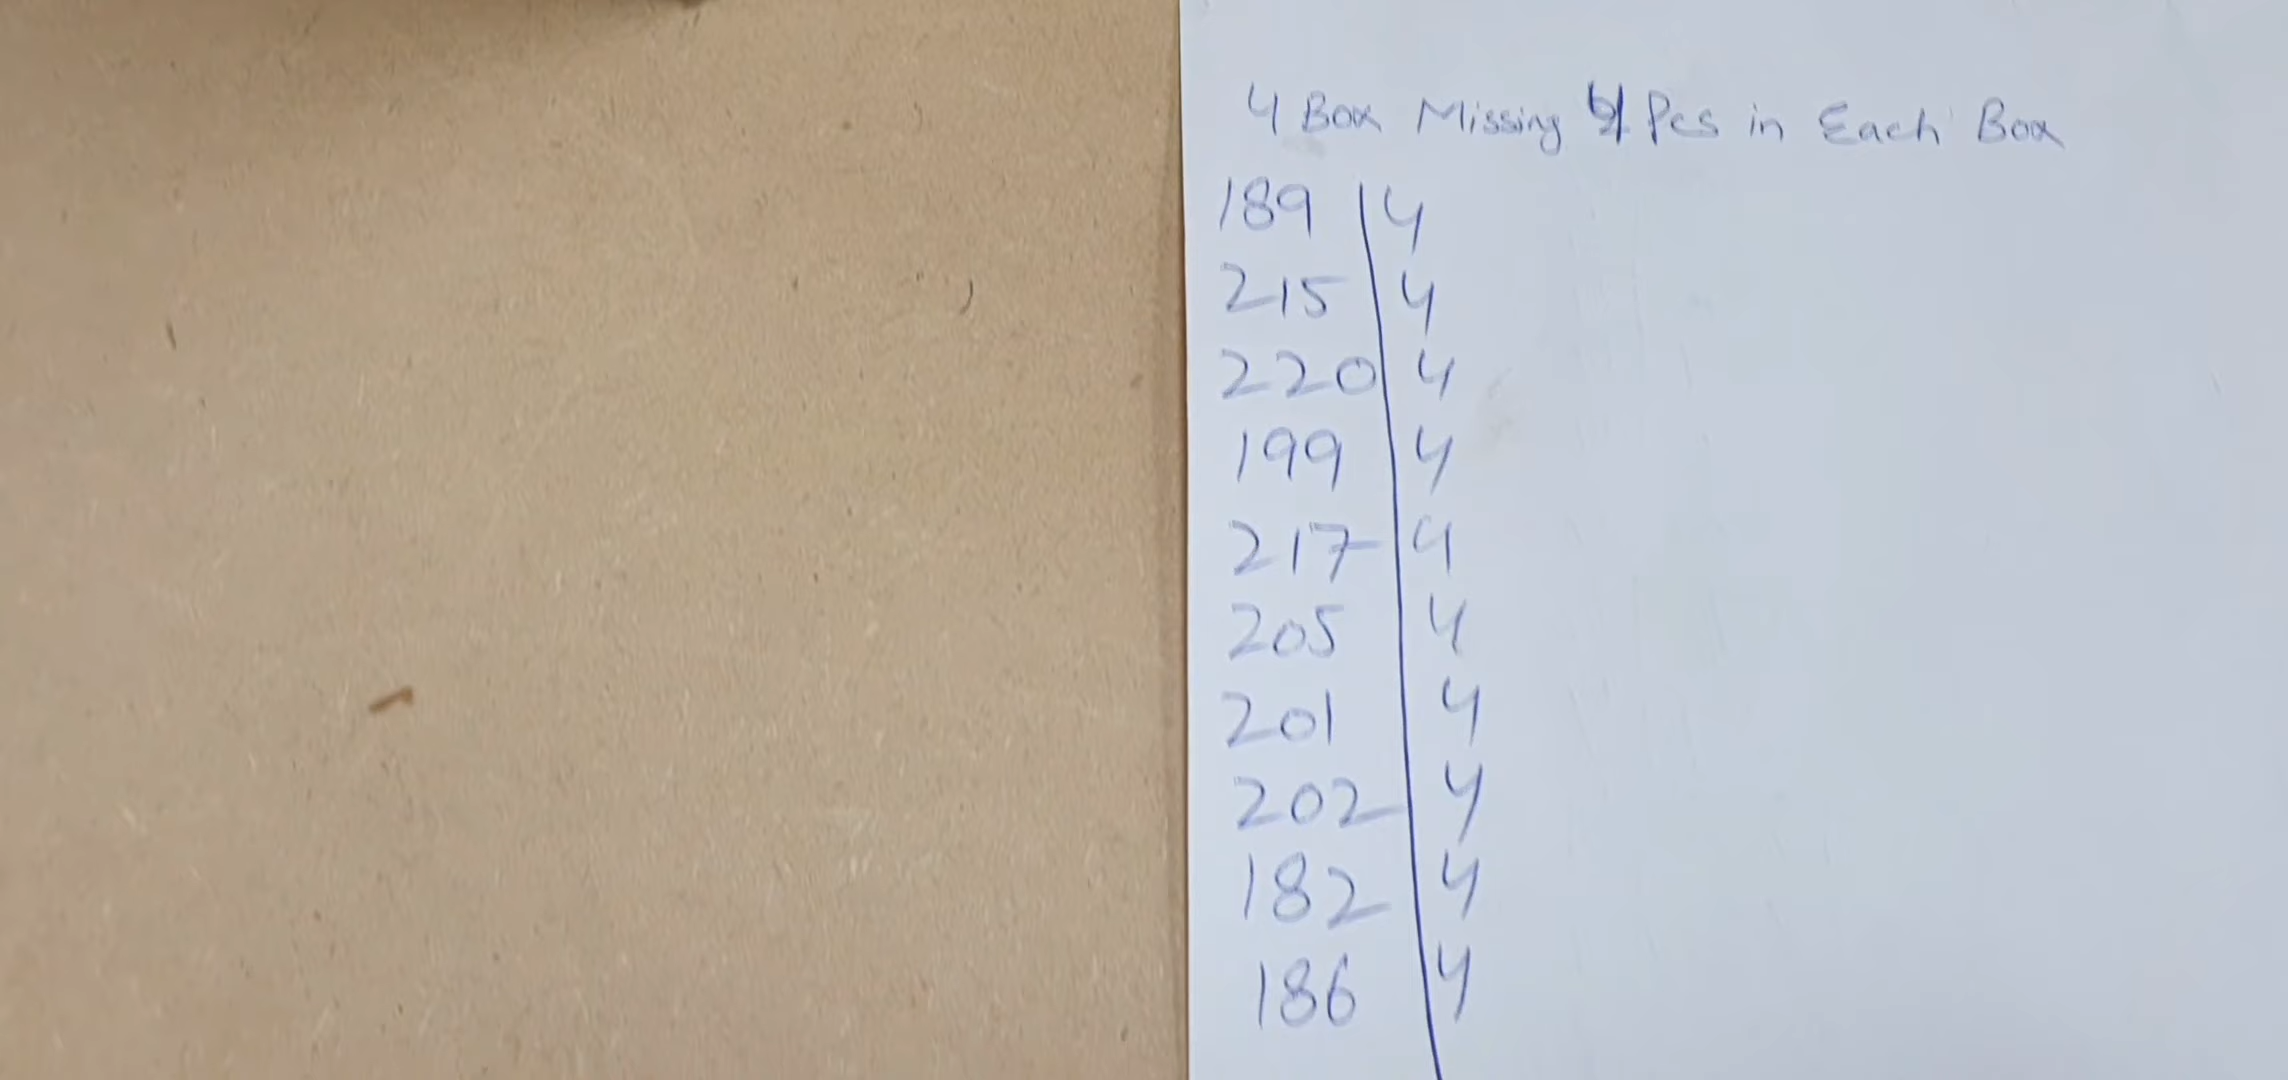 4 Box Missing 4 Pcs in Each Box
189 | 4
215 | 4
220 | 4
199 | 4
217 | 4
205 | 4
201 | 4
202 | 4
182 | 4
186 | 4